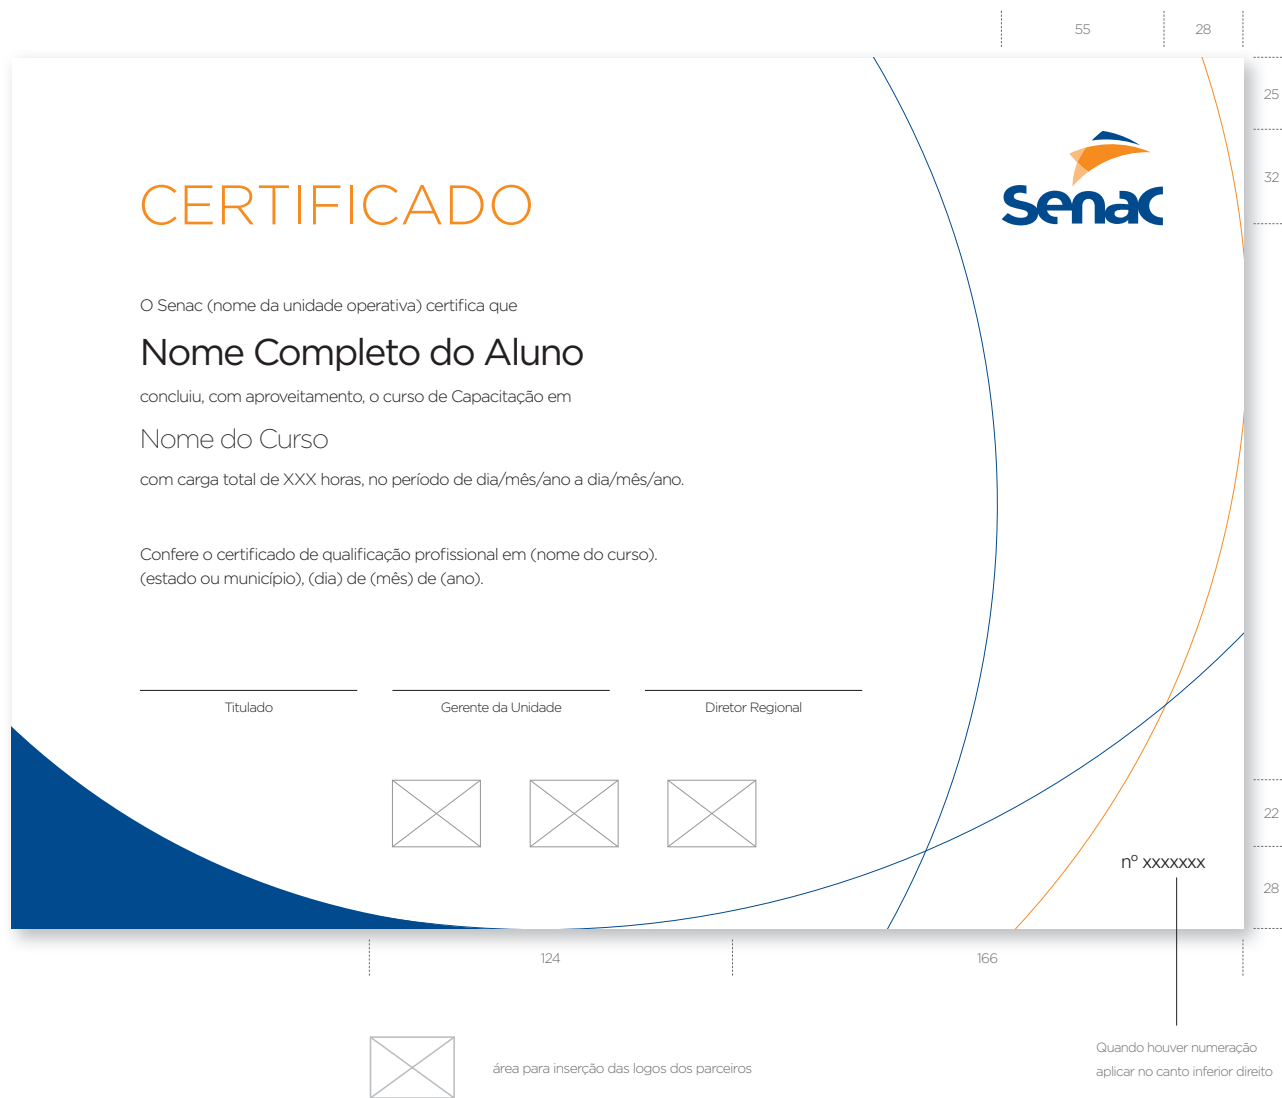 55
28
25
32
Senac
CERTIFICADO
O Senac (nome da unidade operativa) certifica que
Nome Completo do Aluno
concluiu, com aproveitamento, o curso de Capacitação em
Nome do Curso
com carga total de XXX horas, no período de dia/mês/ano a dia/mês/ano.
Confere o certificado de qualificação profissional em (nome do curso).
(estado ou município), (dia) de (mês) de (ano).
Titulado
Gerente da Unidade
Diretor Regional
22
nº xxxxxxx
28
124
166
área para inserção das logos dos parceiros
Quando houver numeração
aplicar no canto inferior direito